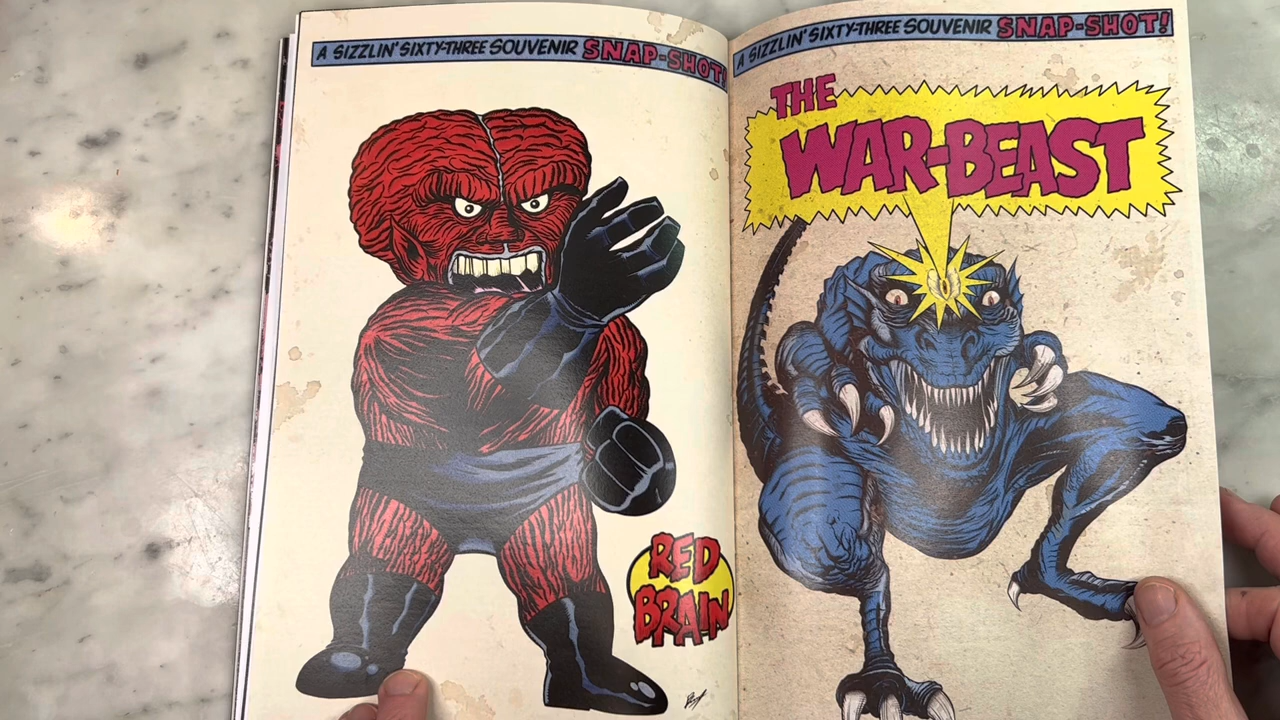 A SIZZLIN' SIXTY-THREE SOUVENIR SNAP-SHOT!
RED
BRAIN
A SIZZLIN' SIXTY-THREE SOUVENIR SNAP-SHOT!
THE
WAR-BEAST